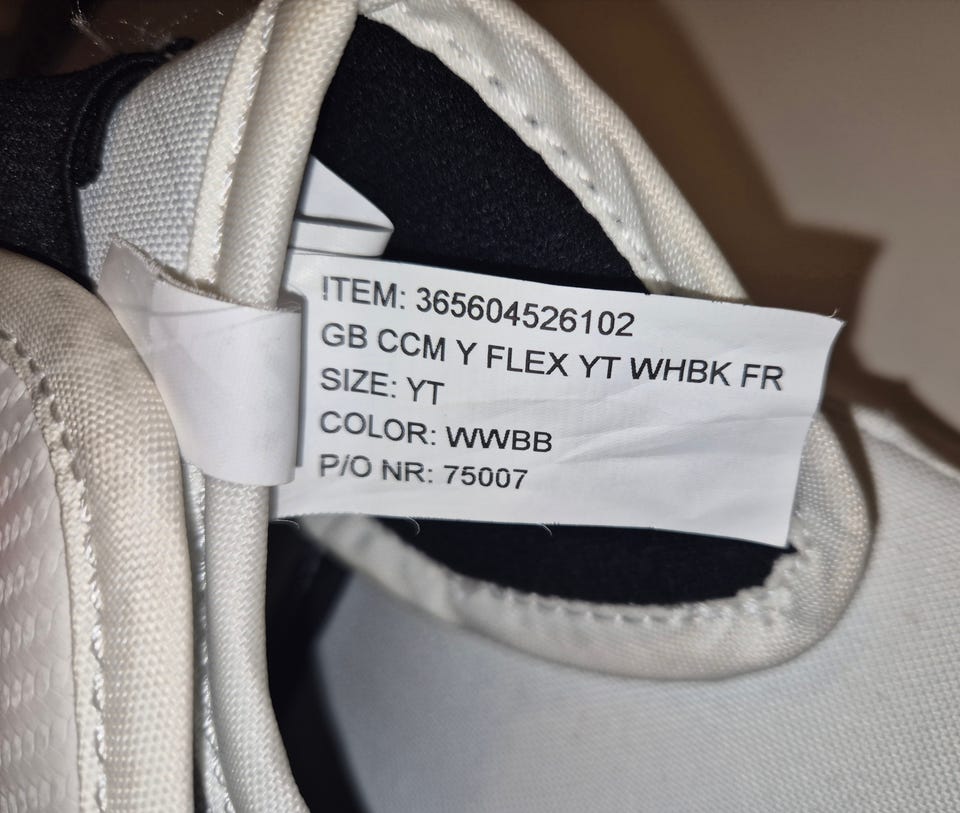 ITEM: 365604526102
GB CCM Y FLEX YT WHBK FR
SIZE: YT
COLOR: WWBB
P/O NR: 75007